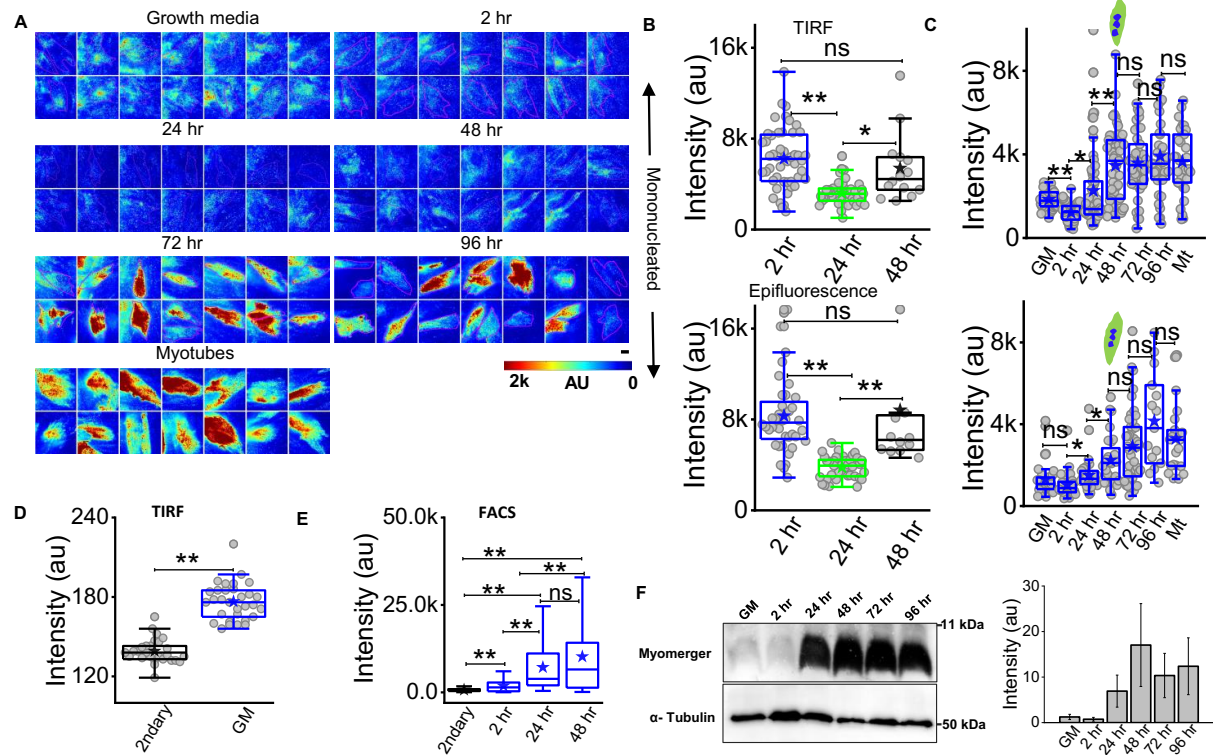 A
Growth media
2 hr
24 hr
48 hr
72 hr
96 hr
Myotubes
Mononucleated
2k AU 0
B
TIRF
16k
8k
0
Intensity (au)
ns
**
*
2 hr
24 hr
48 hr
Epifluorescence
16k
8k
0
Intensity (au)
ns
**
**
2 hr
24 hr
48 hr
C
8k
4k
0
Intensity (au)
**
*
**
ns
ns
ns
GM
2 hr
24 hr
48 hr
72 hr
96 hr
Mt
8k
4k
0
Intensity (au)
ns
*
*
ns
ns
ns
GM
2 hr
24 hr
48 hr
72 hr
96 hr
Mt
D
TIRF
240
180
120
Intensity (au)
**
2ndary
GM
E
FACS
50.0k
25.0k
0.0
Intensity (au)
**
**
**
ns
**
**
2ndary
2 hr
24 hr
48 hr
F
GM
2 hr
24 hr
48 hr
72 hr
96 hr
Myomerger
11 kDa
α- Tubulin
50 kDa
30
20
10
0
Intensity (au)
GM
2 hr
24 hr
48 hr
72 hr
96 hr